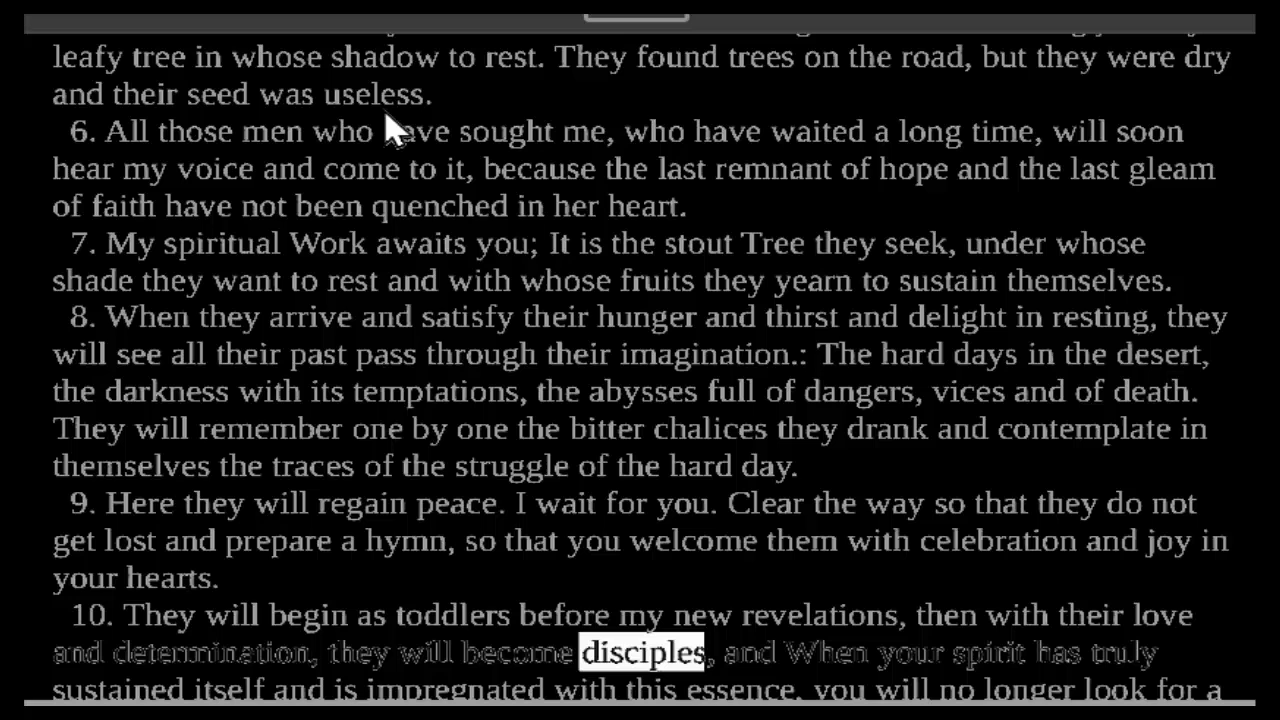 leafy tree in whose shadow to rest. They found trees on the road, but they were dry
and their seed was useless.
6. All those men who have sought me, who have waited a long time, will soon
hear my voice and come to it, because the last remnant of hope and the last gleam
of faith have not been quenched in her heart.
7. My spiritual Work awaits you; It is the stout Tree they seek, under whose
shade they want to rest and with whose fruits they yearn to sustain themselves.
8. When they arrive and satisfy their hunger and thirst and delight in resting, they
will see all their past pass through their imagination.: The hard days in the desert,
the darkness with its temptations, the abysses full of dangers, vices and of death.
They will remember one by one the bitter chalices they drank and contemplate in
themselves the traces of the struggle of the hard day.
9. Here they will regain peace. I wait for you. Clear the way so that they do not
get lost and prepare a hymn, so that you welcome them with celebration and joy in
your hearts.
10. They will begin as toddlers before my new revelations, then with their love
and determination, they will become disciples, and When your spirit has truly
sustained itself and is impregnated with this essence, you will no longer look for a